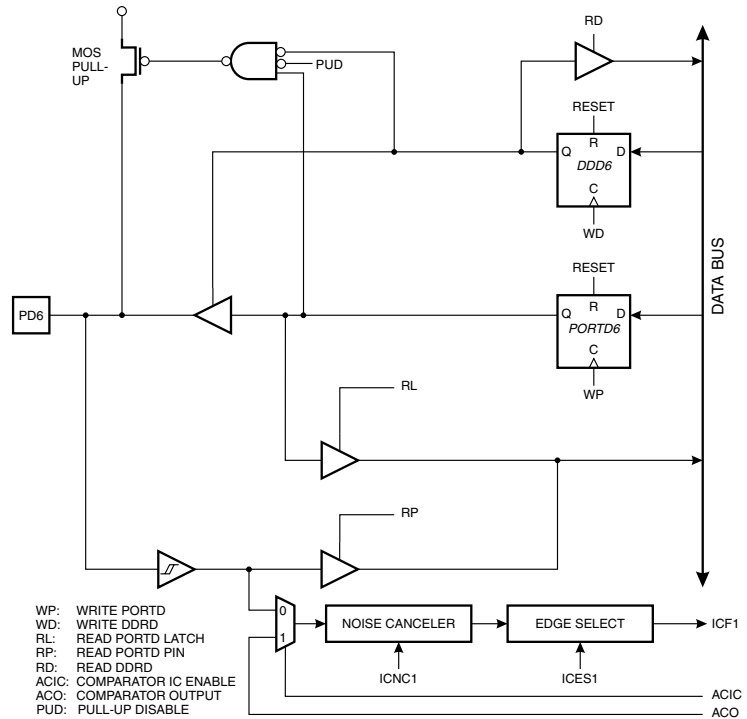 RD
MOS
PULL-
UP
PUD
RESET
R
Q
D
DDD6
C
WD
DATA BUS
RESET
R
PD6
Q
D
PORTD6
C
WP
RL
RP
WP: WRITE PORTD
WD: WRITE DDRD
RL: READ PORTD LATCH
RP: READ PORTD PIN
RD: READ DDRD
ACIC: COMPARATOR IC ENABLE
ACO: COMPARATOR OUTPUT
PUD: PULL-UP DISABLE
0
1
NOISE CANCELER
EDGE SELECT
ICF1
ICNC1
ICES1
ACIC
ACO